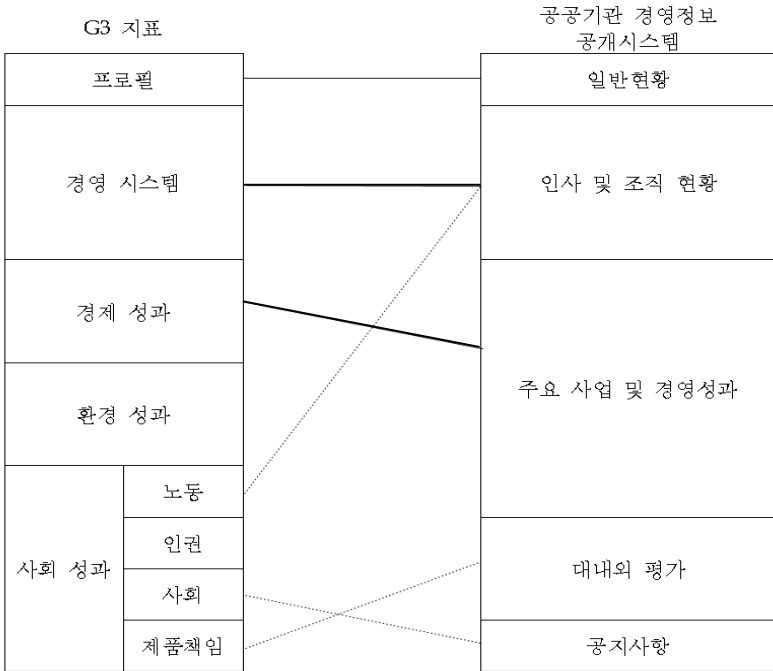 G3 지표
공공기관 경영정보
공개시스템
프로필
일반현황
경영 시스템
인사 및 조직 현황
경제 성과
주요 사업 및 경영성과
환경 성과
사회 성과
노동
인권
사회
제품책임
대내외 평가
공지사항